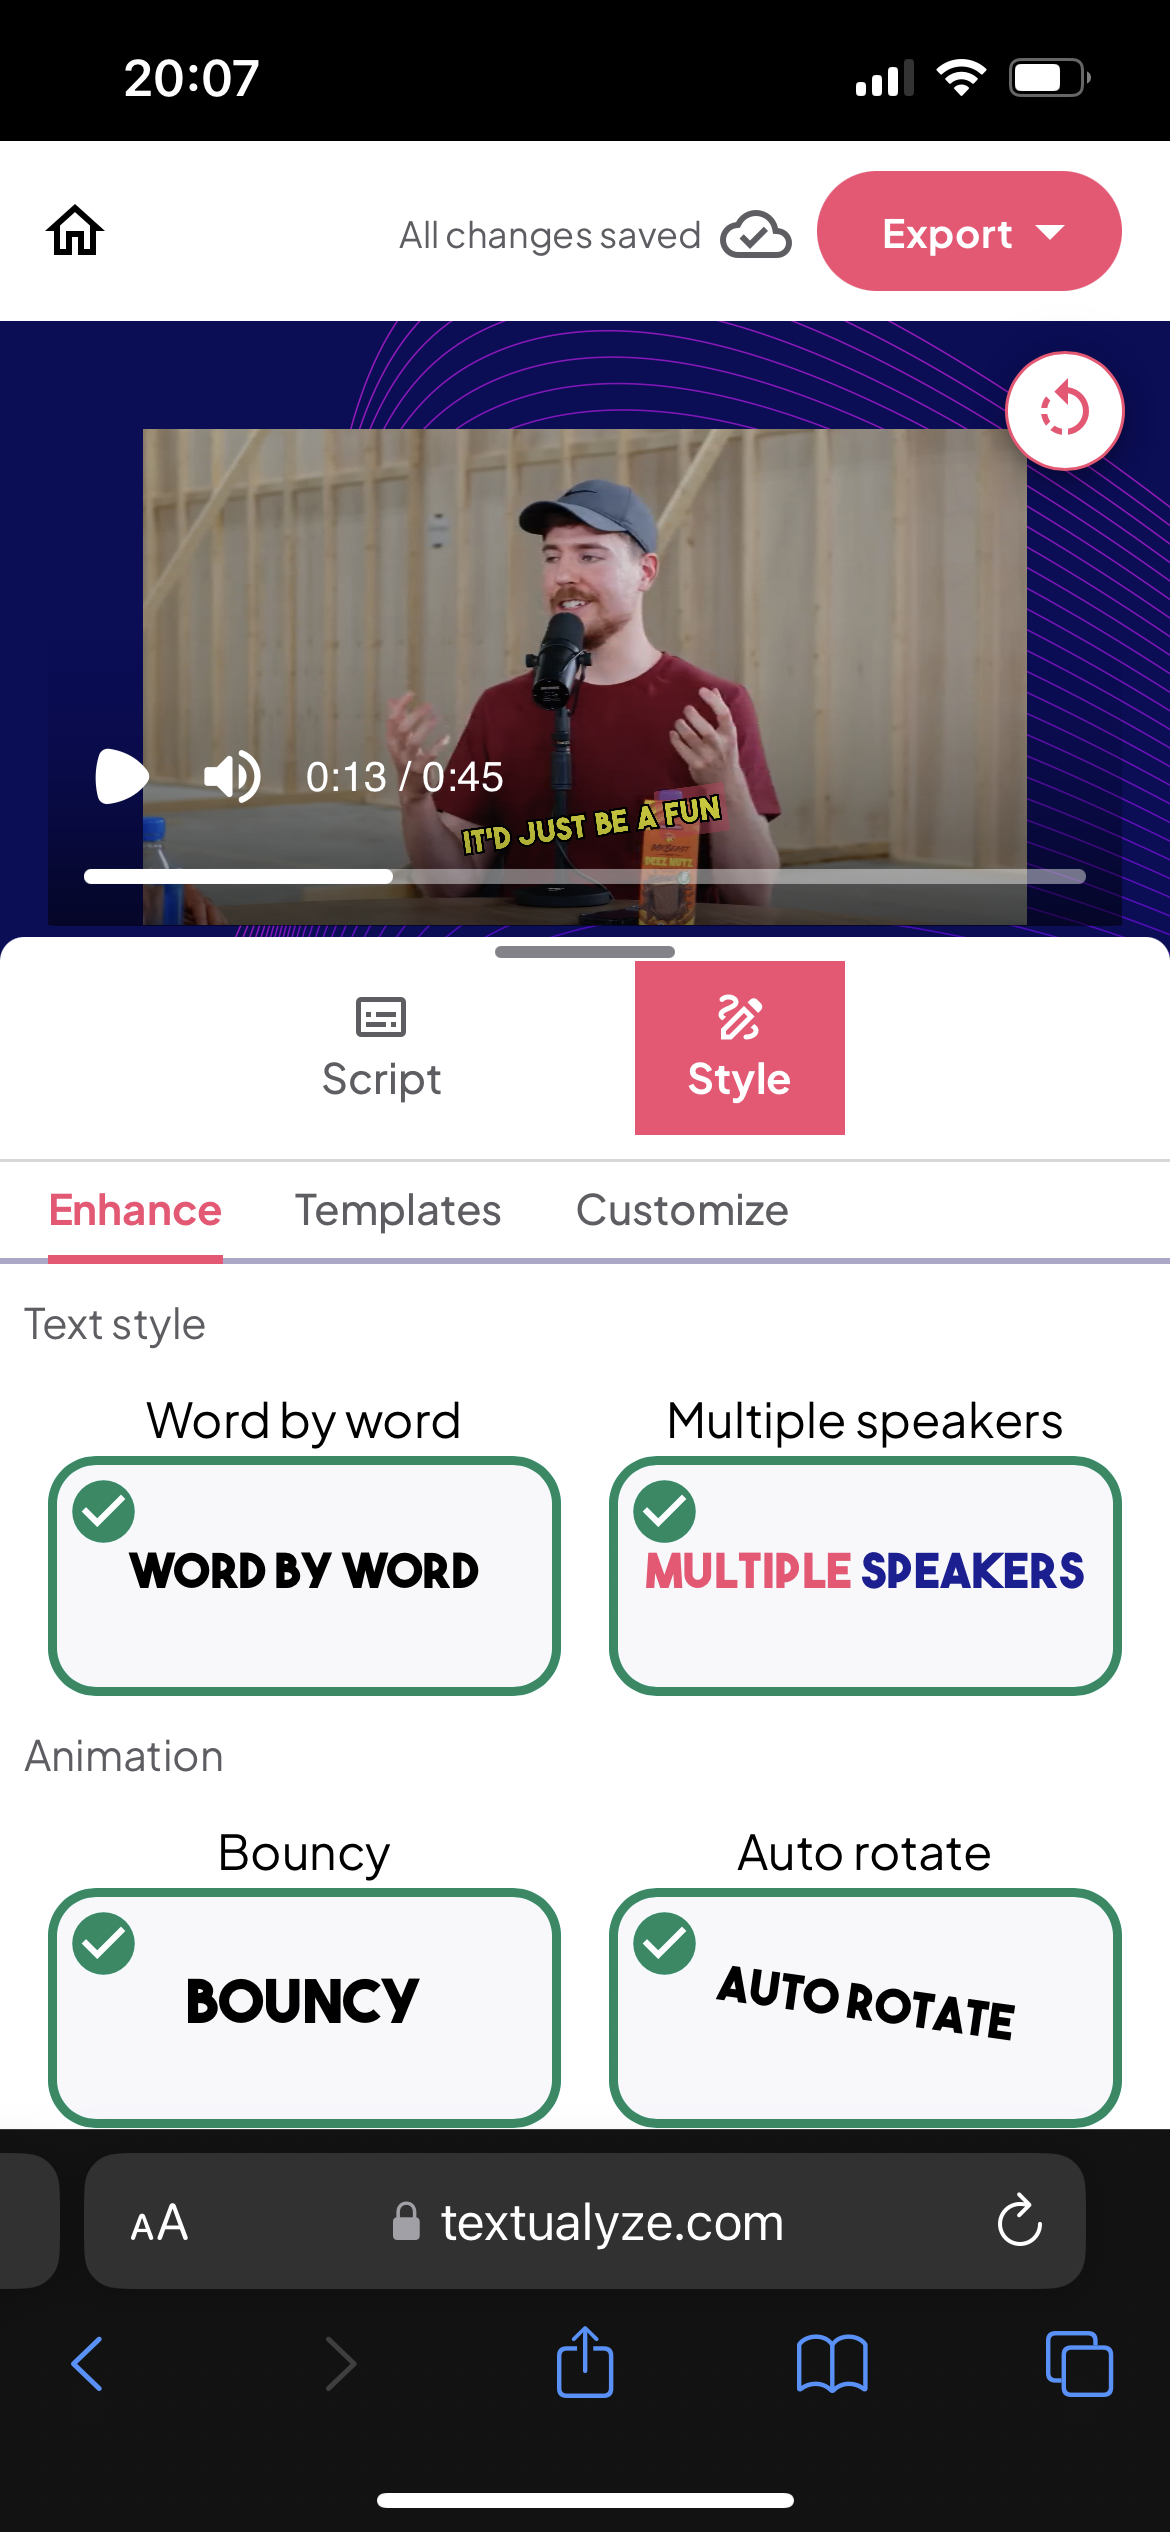 20:07
All changes saved
Export
0:13 / 0:45
IT'D JUST BE A FUN
DEEZ NUTZ
Script
Style
Enhance Templates Customize
Text style
Word by word Multiple speakers
WORD BY WORD MULTIPLE SPEAKERS
Animation
Bouncy Auto rotate
BOUNCY AUTO ROTATE
AA textualyze.com